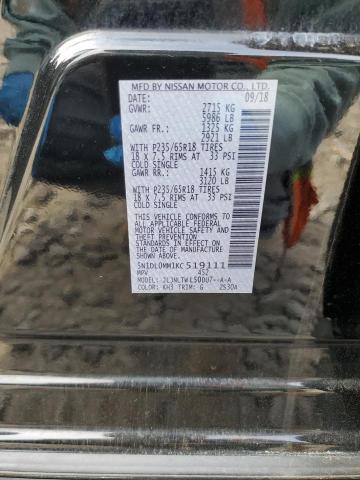 MFD BY NISSAN MOTOR CO., LTD.
DATE: 09/18
GVWR: 2715 KG
5986 LB
GAWR FR.: 1325 KG
2921 LB
WITH P235/65R18 TIRES
18 X 7.5 RIMS AT 33 PSI
COLD SINGLE
GAWR RR.: 1415 KG
3120 LB
WITH P235/65R18 TIRES
18 X 7.5 RIMS AT 33 PSI
COLD SINGLE
THIS VEHICLE CONFORMS TO ALL
APPLICABLE U.S. FEDERAL
MOTOR VEHICLE SAFETY AND
THEFT PREVENTION STANDARDS
IN EFFECT ON THE DATE
OF MANUFACTURE SHOWN
ABOVE.
5N1DL0MM1KC519111
MPV 452
MODEL:
COLOR: KH3 TRIM: G ZS30A